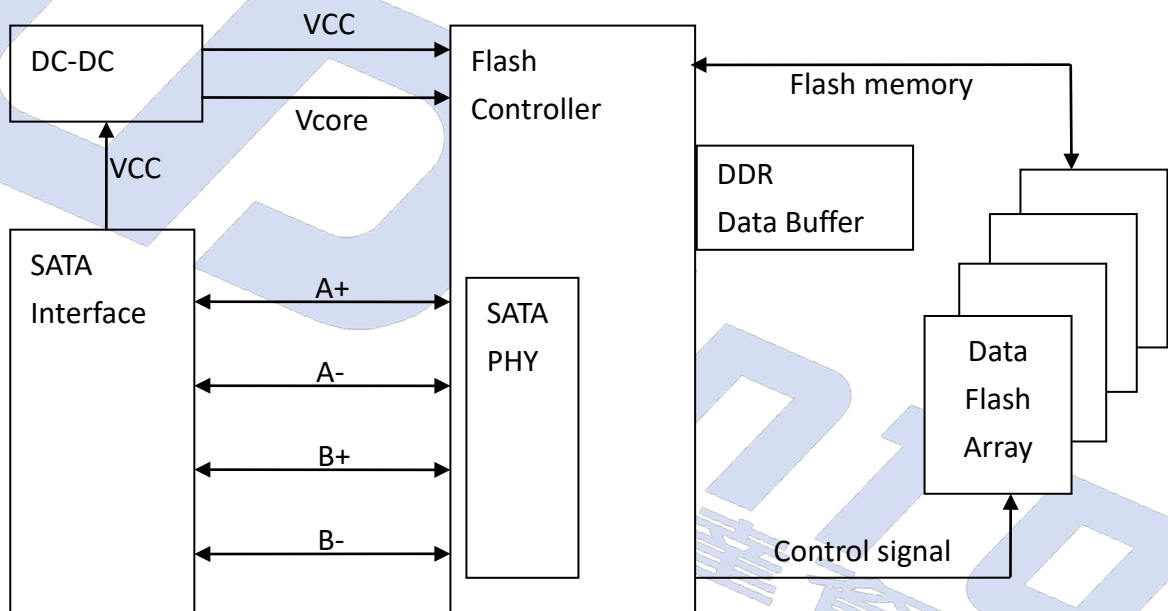 VCC
DC-DC
Flash
Controller
Flash memory
Vcore
VCC
DDR
Data Buffer
SATA
Interface
A+
SATA
PHY
A-
Data
Flash
Array
B+
B-
Control signal